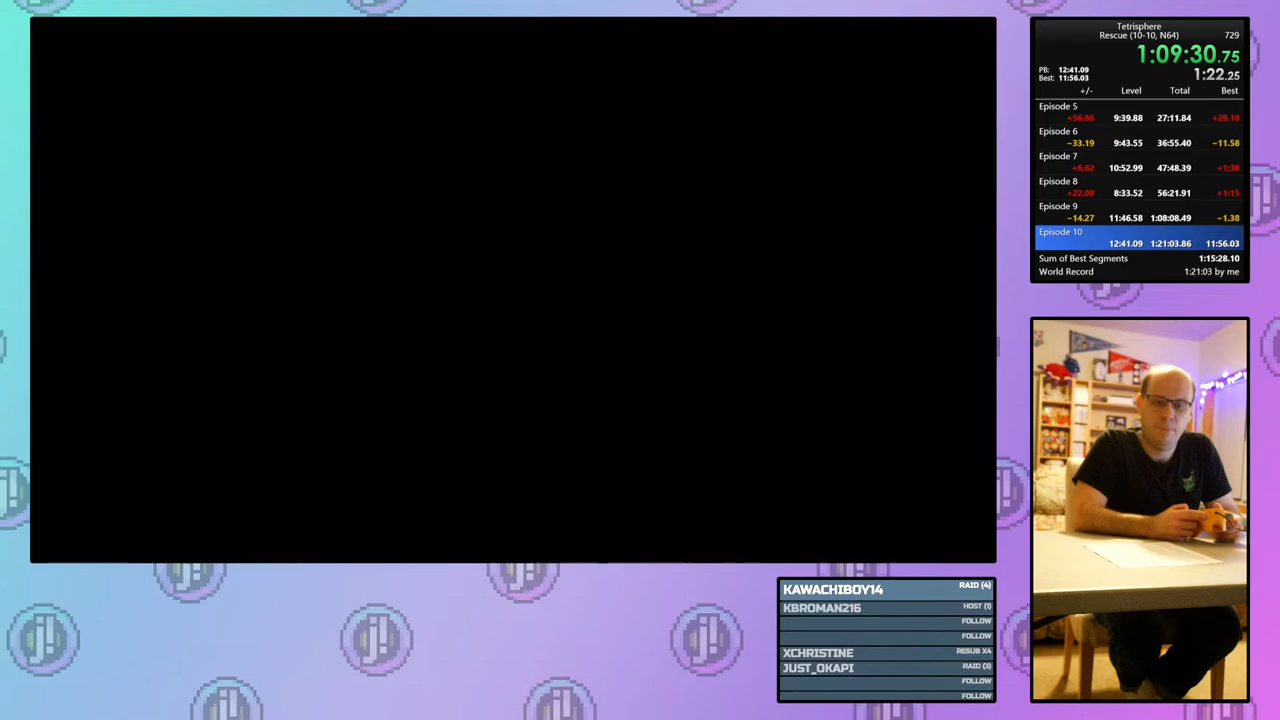 Tetrisphere
Rescue (10-10, N64) 729
1:09:30.75
PB: 12:41.09
Best: 11:56.03
1:22.25
+/- Level Total Best
Episode 5
+56.86 9:39.88 27:11.84 +29.10
Episode 6
−33.19 9:43.55 36:55.40 −11.58
Episode 7
+6.62 10:52.99 47:48.39 +1:30
Episode 8
+22.08 8:33.52 56:21.91 +1:15
Episode 9
−14.27 11:46.58 1:08:08.49 −1.38
Episode 10
12:41.09 1:21:03.86 11:56.03
Sum of Best Segments 1:15:28.10
World Record 1:21:03 by me
KAWACHIBOY14 RAID (4)
KBROMAN216 HOST (1)
FOLLOW
FOLLOW
XCHRISTINE RESUB X4
JUST_OKAPI RAID (3)
FOLLOW
FOLLOW